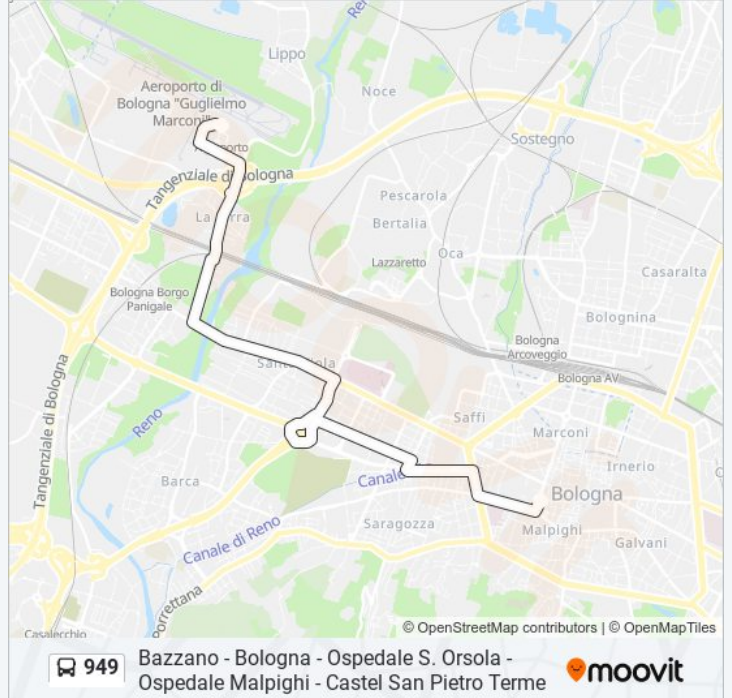 Reno
Lippo
Aeroporto di
Bologna "Guglielmo
Marconi"
Noce
Sostegno
Tangenziale di Bologna
Pescarola
Bertalia
Oca
Lazzaretto
Casaralta
Bologna Borgo
Panigale
Bolognina
Bologna
Arcoveggio
Bologna AV
Tangenziale di Bologna
Reno
Saffi
Marconi
Irnerio
Barca
Canale
Bologna
Saragozza
Malpighi
Galvani
Canale di Reno
Porrettana
Casalecchio
© OpenStreetMap contributors | © OpenMapTiles
949
Bazzano - Bologna - Ospedale S. Orsola -
Ospedale Malpighi - Castel San Pietro Terme
moovit